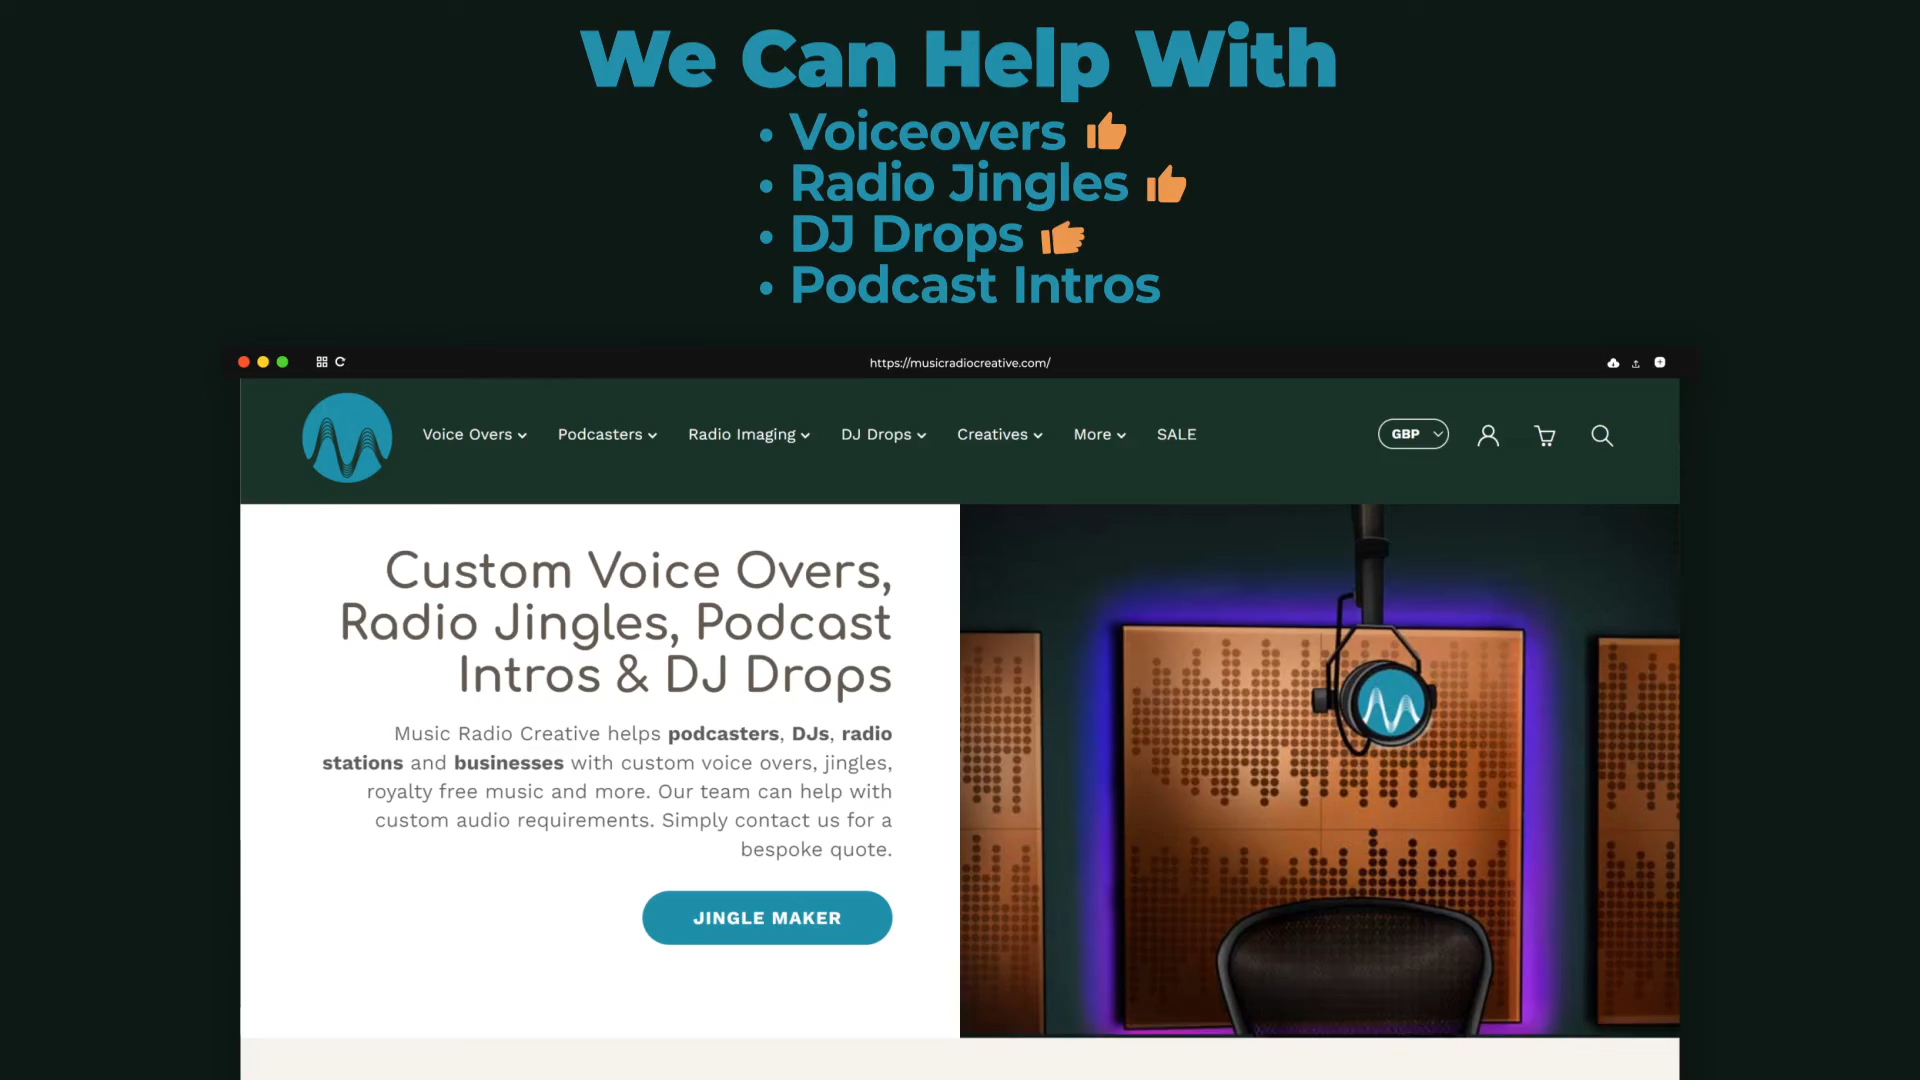 We Can Help With
• Voiceovers
• Radio Jingles
• DJ Drops
• Podcast Intros
https://musicradiocreative.com/
Voice Overs Podcasters Radio Imaging DJ Drops Creatives More SALE GBP
Custom Voice Overs,
Radio Jingles, Podcast
Intros & DJ Drops
Music Radio Creative helps podcasters, DJs, radio
stations and businesses with custom voice overs, jingles,
royalty free music and more. Our team can help with
custom audio requirements. Simply contact us for a
bespoke quote.
JINGLE MAKER